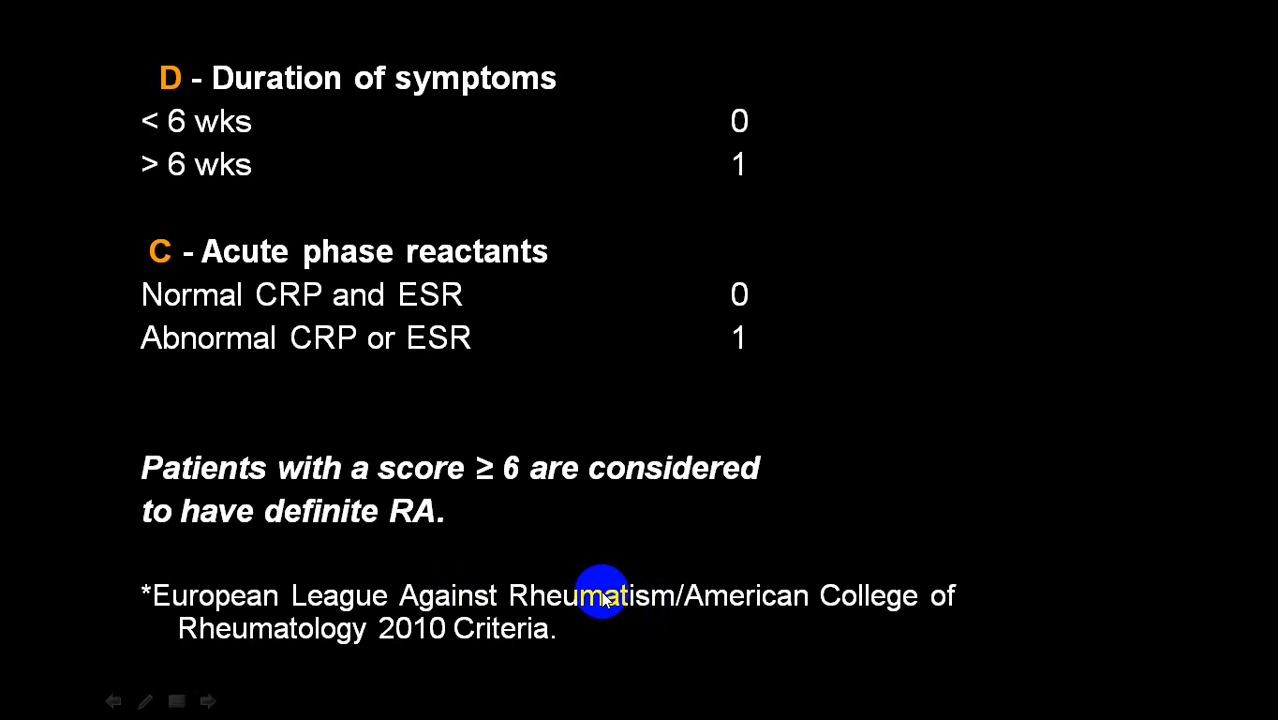 D - Duration of symptoms
< 6 wks 0
> 6 wks 1
C - Acute phase reactants
Normal CRP and ESR 0
Abnormal CRP or ESR 1
Patients with a score ≥ 6 are considered
to have definite RA.
*European League Against Rheumatism/American College of
Rheumatology 2010 Criteria.